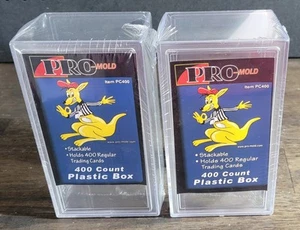 PRO MOLD
Item PC400
• Stackable
• Holds 400 Regular
Trading Cards
400 Count
Plastic Box
PRO MOLD
Item PC400
• Stackable
• Holds 400 Regular
Trading Cards
400 Count
Plastic Box